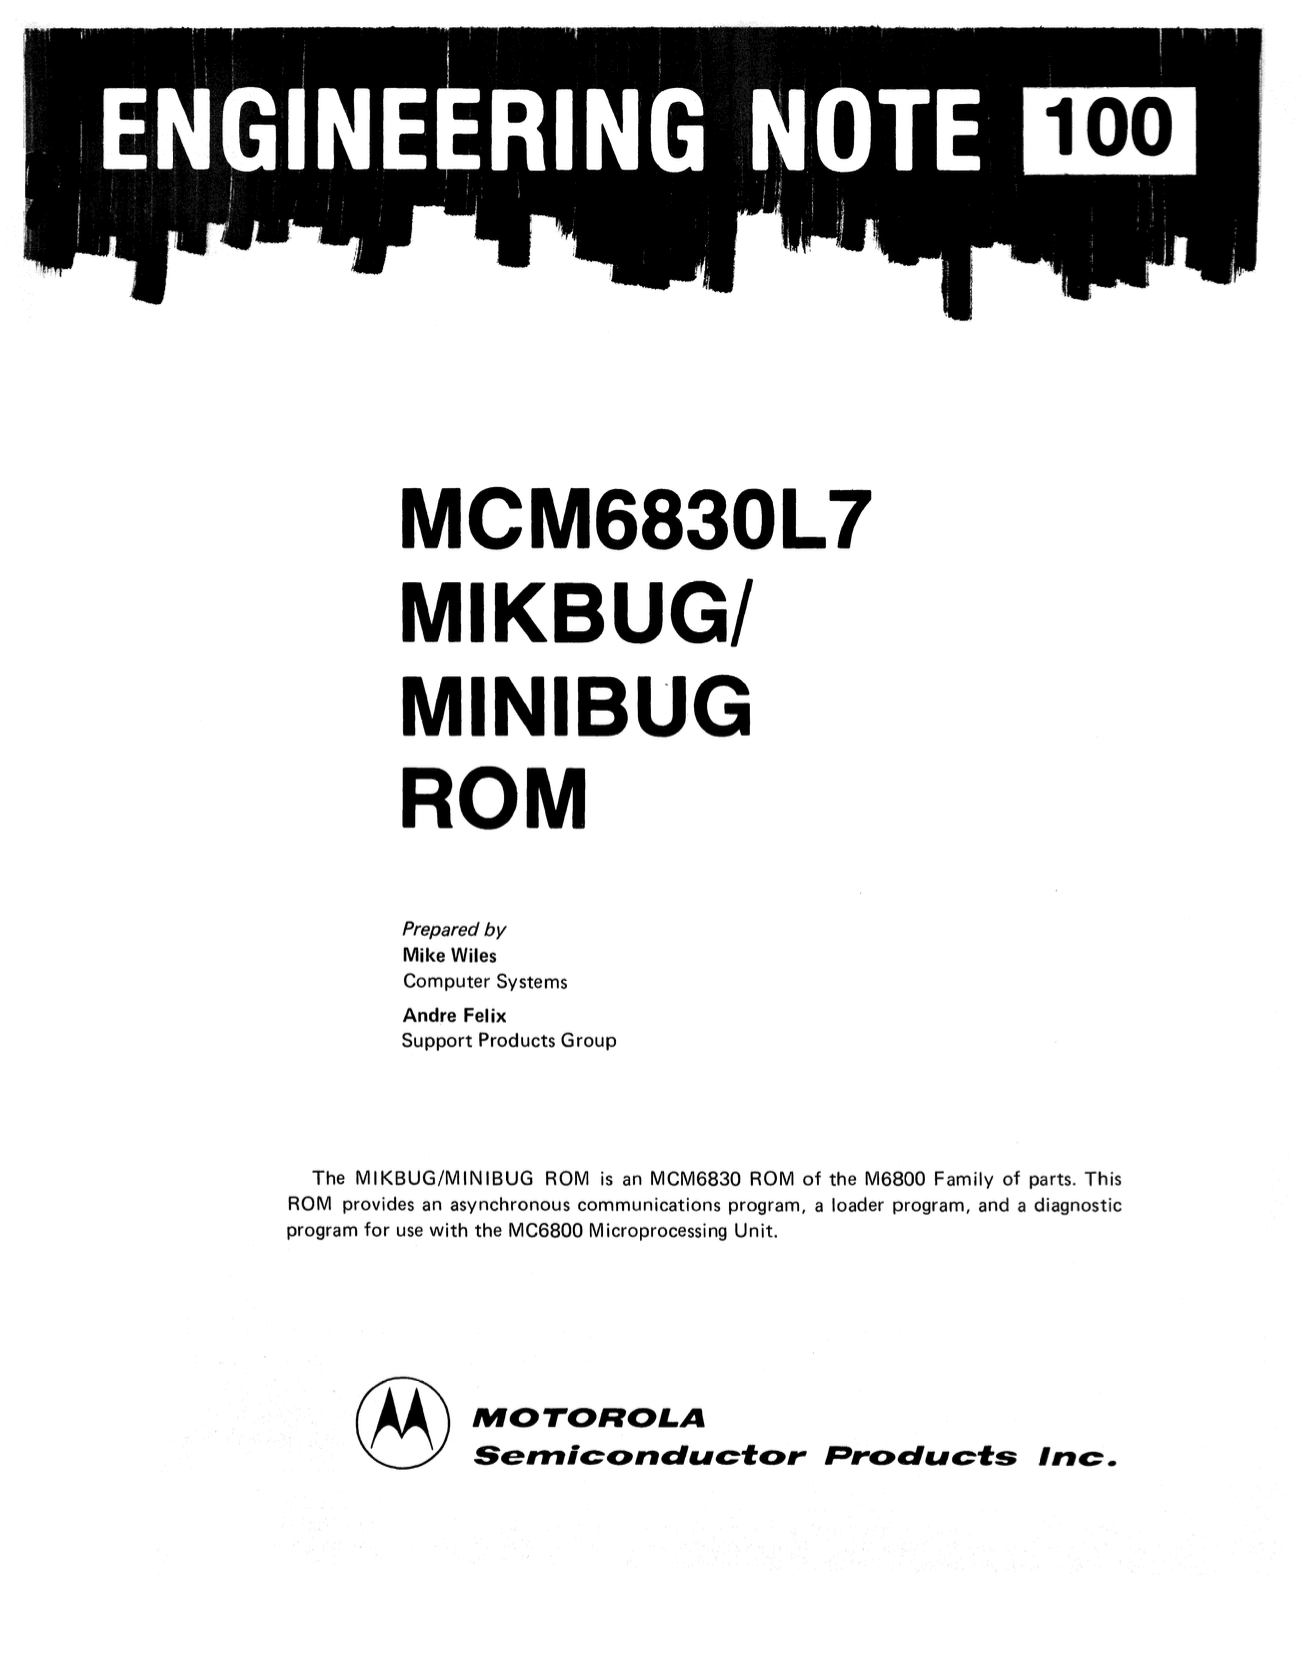 ENGINEERING NOTE 100
MCM6830L7
MIKBUG/
MINIBUG
ROM
Prepared by
Mike Wiles
Computer Systems
Andre Felix
Support Products Group
The MIKBUG/MINIBUG ROM is an MCM6830 ROM of the M6800 Family of parts. This
ROM provides an asynchronous communications program, a loader program, and a diagnostic
program for use with the MC6800 Microprocessing Unit.
MOTOROLA
Semiconductor Products Inc.